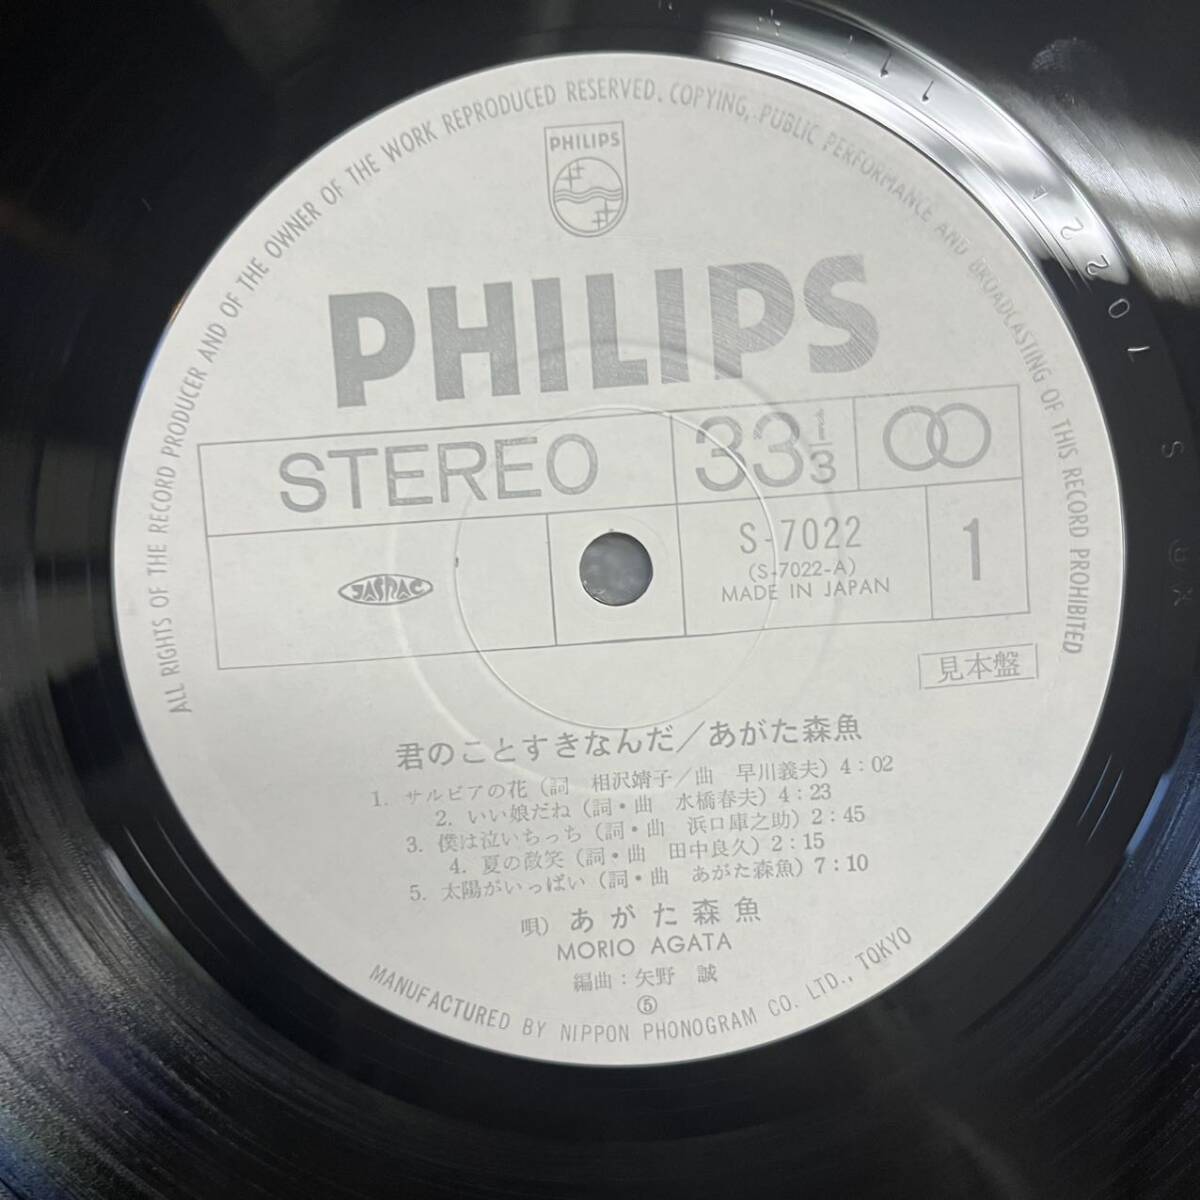 ALL RIGHTS OF THE RECORD PRODUCER AND OF THE OWNER OF THE WORK REPRODUCED RESERVED. COPYING, PUBLIC PERFORMANCE AND BROADCASTING OF THIS RECORD PROHIBITED
PHILIPS
PHILIPS
STEREO
33 1/3
JASRAC
S-7022
(S-7022-A)
MADE IN JAPAN
1
見本盤
君のことすきなんだ/あがた森魚
1. サルビアの花 (詞 相沢靖子/曲 早川義夫) 4:02
2. いい娘だね (詞・曲 水橋春夫) 4:23
3. 僕は泣いちっち (詞・曲 浜口庫之助) 2:45
4. 夏の微笑 (詞・曲 田中良久) 2:15
5. 太陽がいっぱい (詞・曲 あがた森魚) 7:10
唄) あがた森魚
MORIO AGATA
編曲:矢野 誠
⑤
MANUFACTURED BY NIPPON PHONOGRAM CO. LTD., TOKYO